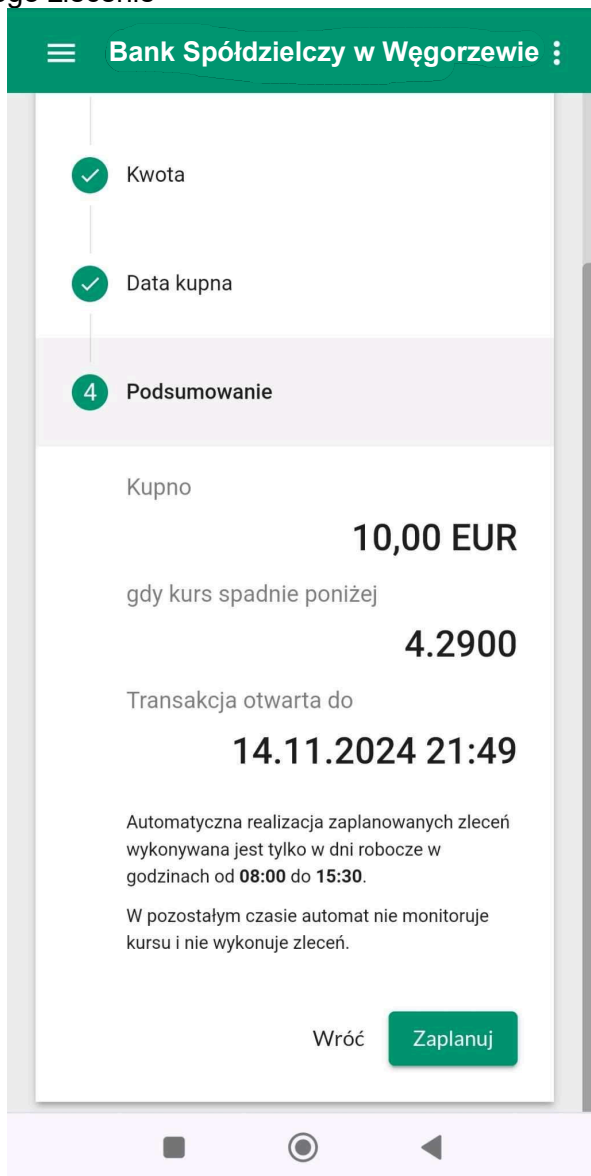 ego zlecenie
Bank Spółdzielczy w Węgorzewie
Kwota
Data kupna
4 Podsumowanie
Kupno
10,00 EUR
gdy kurs spadnie poniżej
4.2900
Transakcja otwarta do
14.11.2024 21:49
Automatyczna realizacja zaplanowanych zleceń
wykonywana jest tylko w dni robocze w
godzinach od 08:00 do 15:30.
W pozostałym czasie automat nie monitoruje
kursu i nie wykonuje zleceń.
Wróć Zaplanuj